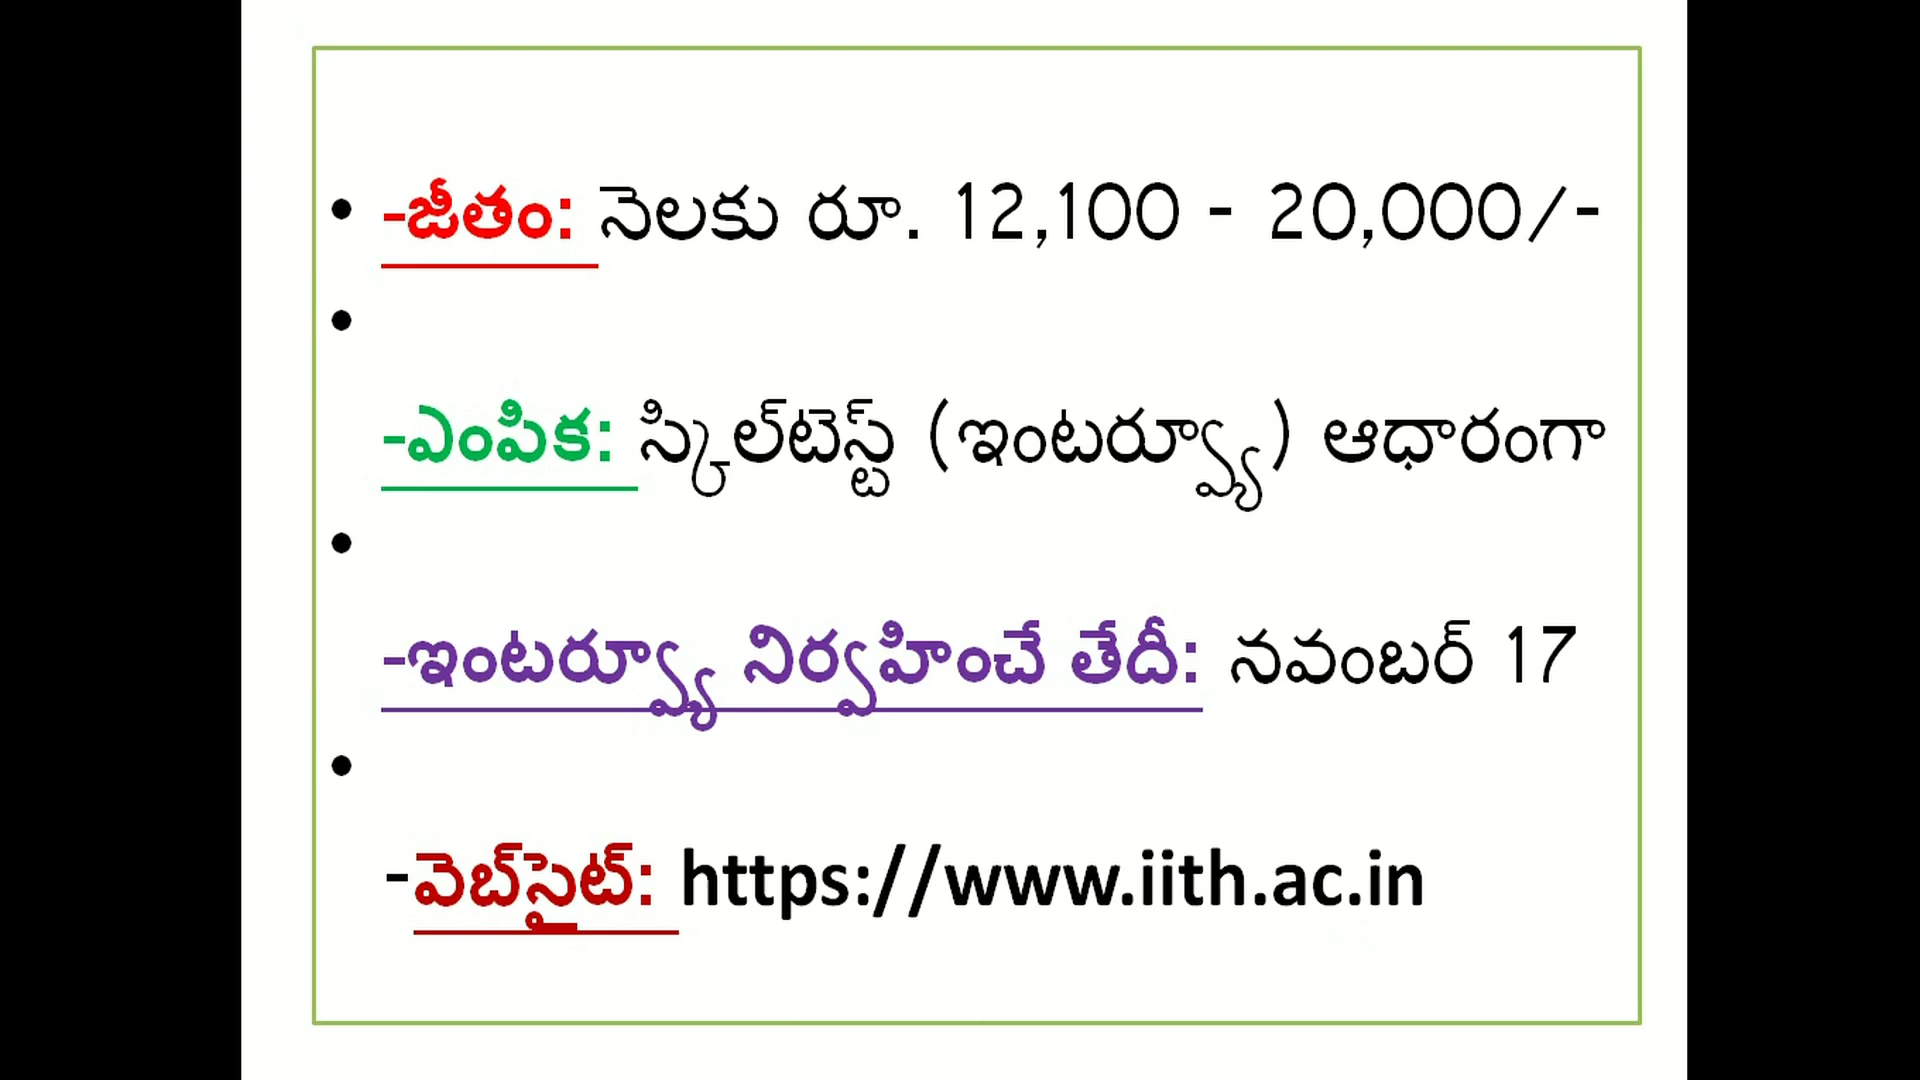 • -జీతం: నెలకు రూ. 12,100 - 20,000/-
•
-ఎంపిక: స్కిల్‌టెస్ట్ (ఇంటర్వ్యూ) ఆధారంగా
•
-ఇంటర్వ్యూ నిర్వహించే తేదీ: నవంబర్ 17
•
-వెబ్‌సైట్: https://www.iith.ac.in